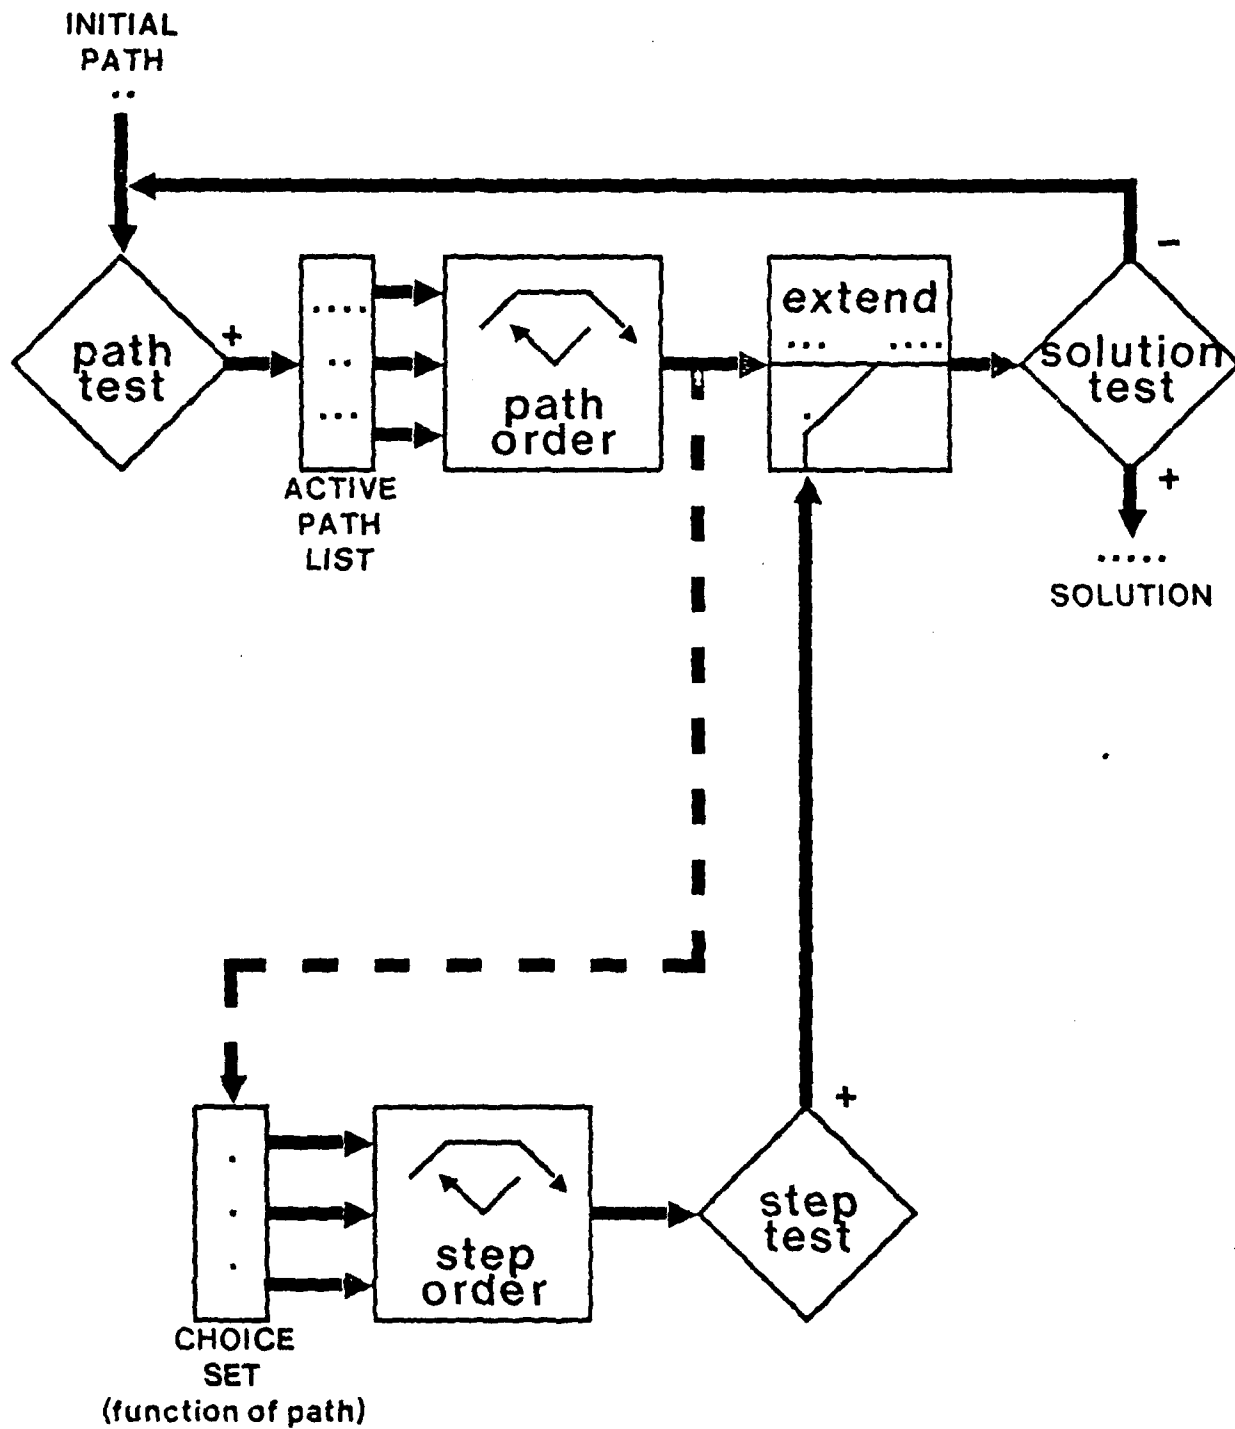 INITIAL
PATH
..
−
path
test
+
....
..
...
ACTIVE
PATH
LIST
path
order
extend
... ....
.
solution
test
+
.....
SOLUTION
+
.
.
.
CHOICE
SET
(function of path)
step
order
step
test